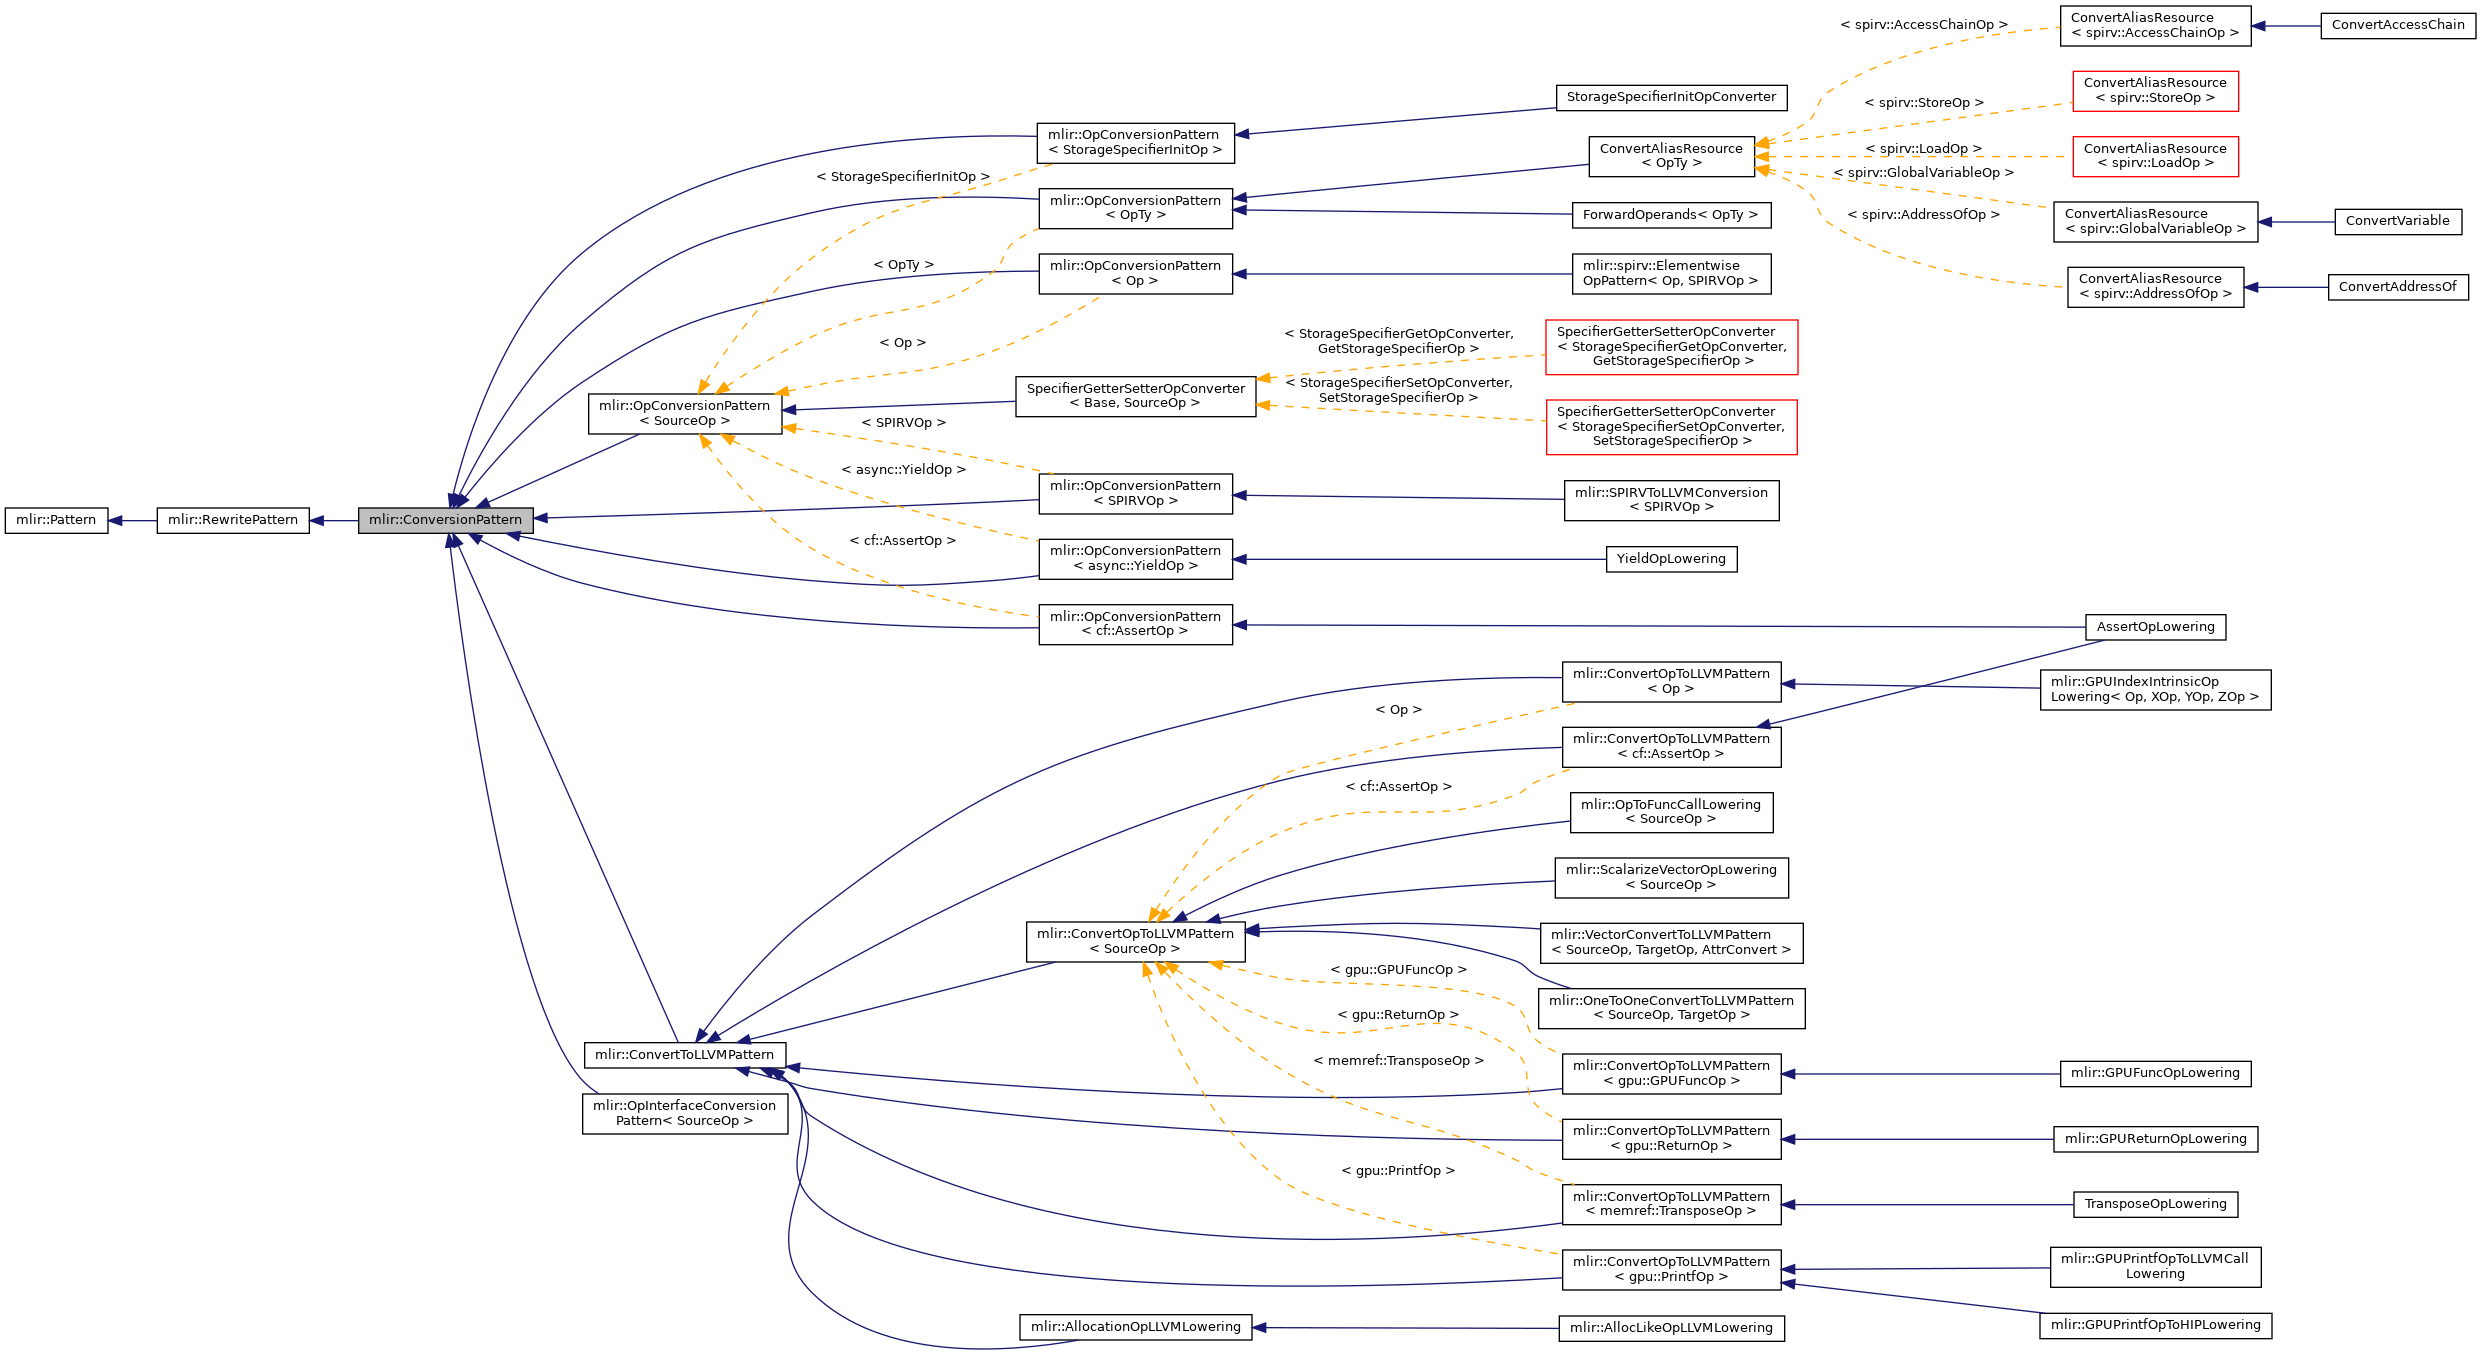 mlir::Pattern
mlir::RewritePattern
mlir::ConversionPattern
mlir::OpConversionPattern
< SourceOp >
mlir::ConvertToLLVMPattern
mlir::OpInterfaceConversion
Pattern< SourceOp >
< StorageSpecifierInitOp >
< OpTy >
< Op >
< SPIRVOp >
< async::YieldOp >
< cf::AssertOp >
mlir::OpConversionPattern
< StorageSpecifierInitOp >
mlir::OpConversionPattern
< OpTy >
mlir::OpConversionPattern
< Op >
SpecifierGetterSetterOpConverter
< Base, SourceOp >
mlir::OpConversionPattern
< SPIRVOp >
mlir::OpConversionPattern
< async::YieldOp >
mlir::OpConversionPattern
< cf::AssertOp >
mlir::ConvertOpToLLVMPattern
< SourceOp >
mlir::AllocationOpLLVMLowering
< StorageSpecifierGetOpConverter,
GetStorageSpecifierOp >
< StorageSpecifierSetOpConverter,
SetStorageSpecifierOp >
< Op >
< cf::AssertOp >
< gpu::GPUFuncOp >
< gpu::ReturnOp >
< memref::TransposeOp >
< gpu::PrintfOp >
StorageSpecifierInitOpConverter
ConvertAliasResource
< OpTy >
ForwardOperands< OpTy >
mlir::spirv::Elementwise
OpPattern< Op, SPIRVOp >
SpecifierGetterSetterOpConverter
< StorageSpecifierGetOpConverter,
GetStorageSpecifierOp >
SpecifierGetterSetterOpConverter
< StorageSpecifierSetOpConverter,
SetStorageSpecifierOp >
mlir::SPIRVToLLVMConversion
< SPIRVOp >
YieldOpLowering
mlir::ConvertOpToLLVMPattern
< Op >
mlir::ConvertOpToLLVMPattern
< cf::AssertOp >
mlir::OpToFuncCallLowering
< SourceOp >
mlir::ScalarizeVectorOpLowering
< SourceOp >
mlir::VectorConvertToLLVMPattern
< SourceOp, TargetOp, AttrConvert >
mlir::OneToOneConvertToLLVMPattern
< SourceOp, TargetOp >
mlir::ConvertOpToLLVMPattern
< gpu::GPUFuncOp >
mlir::ConvertOpToLLVMPattern
< gpu::ReturnOp >
mlir::ConvertOpToLLVMPattern
< memref::TransposeOp >
mlir::ConvertOpToLLVMPattern
< gpu::PrintfOp >
mlir::AllocLikeOpLLVMLowering
< spirv::AccessChainOp >
< spirv::StoreOp >
< spirv::LoadOp >
< spirv::GlobalVariableOp >
< spirv::AddressOfOp >
ConvertAliasResource
< spirv::AccessChainOp >
ConvertAliasResource
< spirv::StoreOp >
ConvertAliasResource
< spirv::LoadOp >
ConvertAliasResource
< spirv::GlobalVariableOp >
ConvertAliasResource
< spirv::AddressOfOp >
AssertOpLowering
mlir::GPUIndexIntrinsicOp
Lowering< Op, XOp, YOp, ZOp >
mlir::GPUFuncOpLowering
mlir::GPUReturnOpLowering
TransposeOpLowering
mlir::GPUPrintfOpToLLVMCall
Lowering
mlir::GPUPrintfOpToHIPLowering
ConvertAccessChain
ConvertVariable
ConvertAddressOf